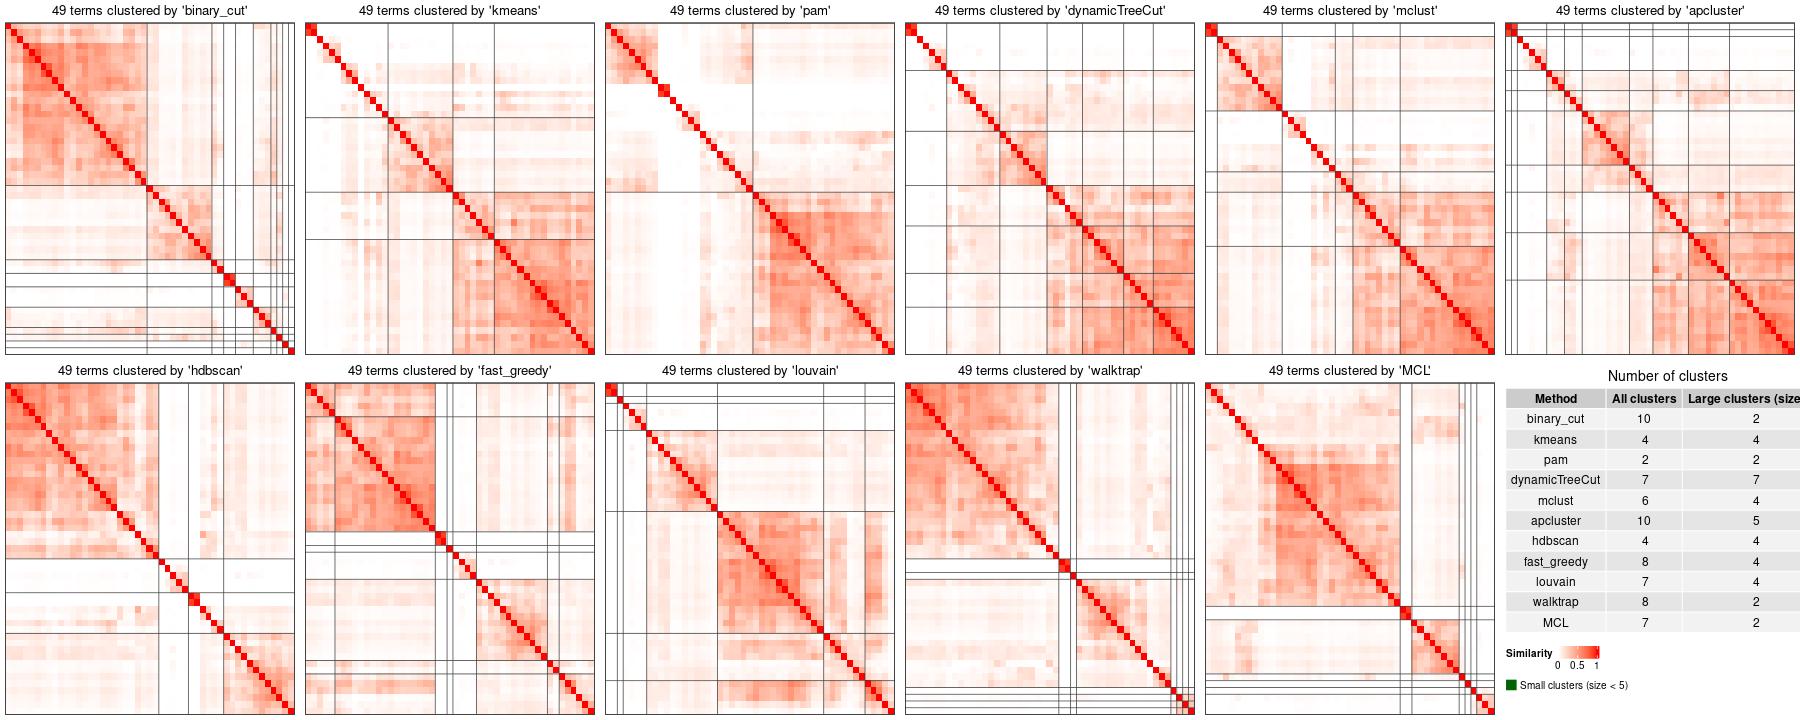 49 terms clustered by 'binary_cut'
49 terms clustered by 'kmeans'
49 terms clustered by 'pam'
49 terms clustered by 'dynamicTreeCut'
49 terms clustered by 'mclust'
49 terms clustered by 'apcluster'
49 terms clustered by 'hdbscan'
49 terms clustered by 'fast_greedy'
49 terms clustered by 'louvain'
49 terms clustered by 'walktrap'
49 terms clustered by 'MCL'
Number of clusters
Method All clusters Large clusters (size
binary_cut 10 2
kmeans 4 4
pam 2 2
dynamicTreeCut 7 7
mclust 6 4
apcluster 10 5
hdbscan 4 4
fast_greedy 8 4
louvain 7 4
walktrap 8 2
MCL 7 2
Similarity
0 0.5 1
Small clusters (size < 5)